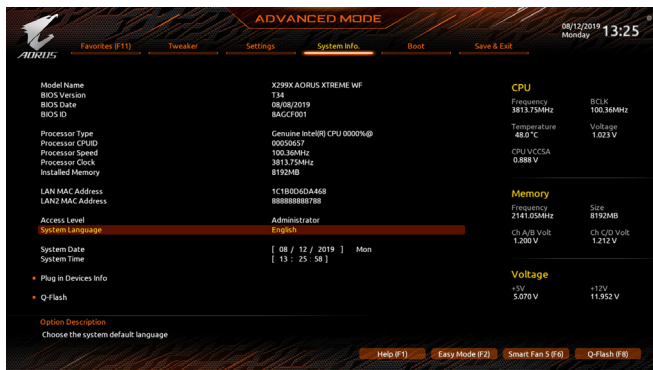 ADVANCED MODE
08/12/2019 13:25
Monday
AORUS
Favorites (F11) Tweaker Settings System Info. Boot Save & Exit
Model Name X299X AORUS XTREME WF
BIOS Version T34
BIOS Date 08/08/2019
BIOS ID 8AGCF001
Processor Type Genuine Intel(R) CPU 0000%@
Processor CPUID 00050657
Processor Speed 100.36MHz
Processor Clock 3813.75MHz
Installed Memory 8192MB
LAN MAC Address 1C1B0D6DA468
LAN2 MAC Address 888888888788
Access Level Administrator
System Language English
System Date [ 08 / 12 / 2019 ] Mon
System Time [ 13 : 25 : 58 ]
Plug in Devices Info
Q-Flash
Option Description
Choose the system default language
CPU
Frequency BCLK
3813.75MHz 100.36MHz
Temperature Voltage
48.0 °C 1.023 V
CPU VCCSA
0.888 V
Memory
Frequency Size
2141.05MHz 8192MB
Ch A/B Volt Ch C/D Volt
1.200 V 1.212 V
Voltage
+5V +12V
5.070 V 11.952 V
Help (F1) Easy Mode (F2) Smart Fan 5 (F6) Q-Flash (F8)